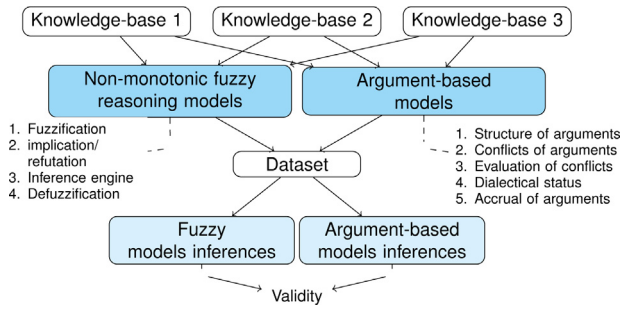 Knowledge-base 1
Knowledge-base 2
Knowledge-base 3
Non-monotonic fuzzy
reasoning models
Argument-based
models
1. Fuzzification
2. implication/
refutation
3. Inference engine
4. Defuzzification
1. Structure of arguments
2. Conflicts of arguments
3. Evaluation of conflicts
4. Dialectical status
5. Accrual of arguments
Dataset
Fuzzy
models inferences
Argument-based
models inferences
Validity